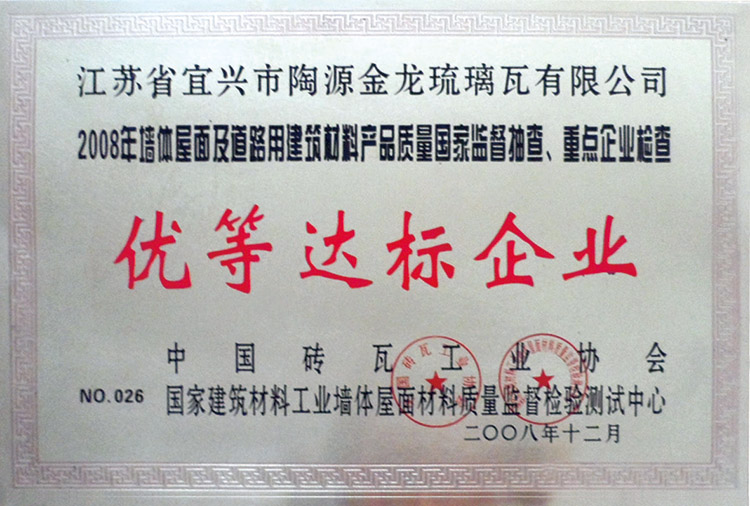 江苏省宜兴市陶源金龙琉璃瓦有限公司
2008年墙体屋面及道路用建筑材料产品质量国家监督抽查、重点企业检查
优等达标企业
中国砖瓦工业协会
NO.026 国家建筑材料工业墙体屋面材料质量监督检验测试中心
二〇〇八年十二月